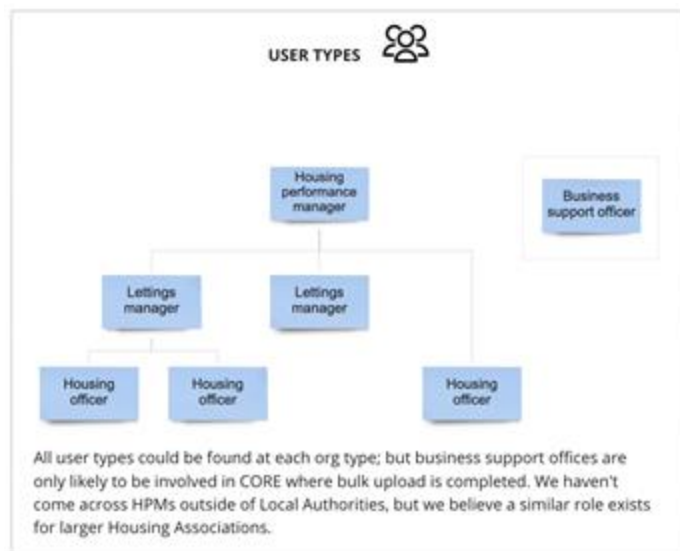 USER TYPES
Housing
performance
manager
Business
support officer
Lettings
manager
Lettings
manager
Housing
officer
Housing
officer
Housing
officer
All user types could be found at each org type; but business support offices are
only likely to be involved in CORE where bulk upload is completed. We haven't
come across HPMs outside of Local Authorities, but we believe a similar role exists
for larger Housing Associations.